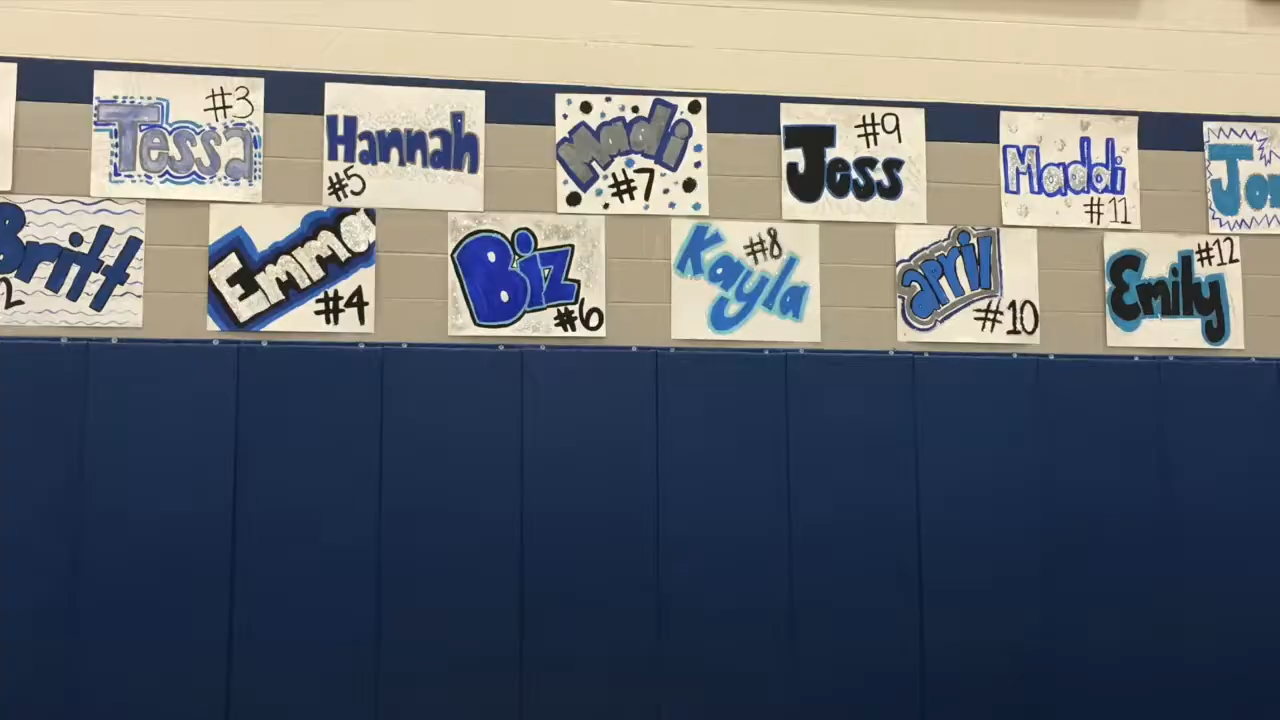 Tessa #3
Hannah #5
Madi #7
Jess #9
Maddi #11
Britt 2
Emma #4
Biz #6
Kayla #8
april #10
Emily #12